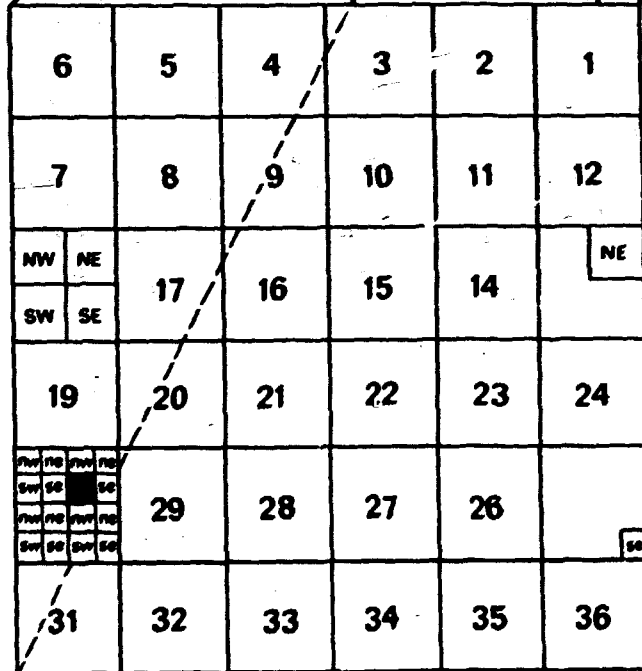 6 5 4 3 2 1
7 8 9 10 11 12
NW NE 17 16 15 14 NE
SW SE
19 20 21 22 23 24
nw ne nw ne
sw se se 29 28 27 26
nw ne nw ne
sw se sw se se
31 32 33 34 35 36